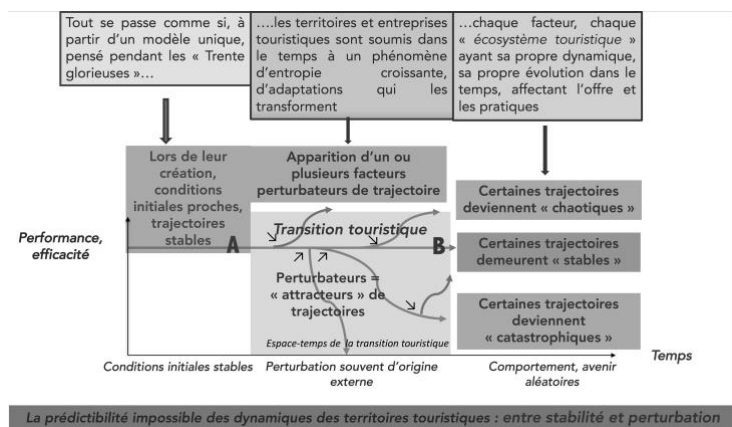 Tout se passe comme si, à
partir d'un modèle unique,
pensé pendant les « Trente
glorieuses »…
….les territoires et entreprises
touristiques sont soumis dans
le temps à un phénomène
d'entropie croissante,
d'adaptations qui les
transforment
…chaque facteur, chaque
« écosystème touristique »
ayant sa propre dynamique,
sa propre évolution dans le
temps, affectant l'offre et
les pratiques
Lors de leur
création,
conditions
initiales proches,
trajectoires
stables
Apparition d'un ou
plusieurs facteurs
perturbateurs de trajectoire
Certaines trajectoires
deviennent « chaotiques »
Performance,
efficacité
A
Transition touristique
B
Certaines trajectoires
demeurent « stables »
Perturbateurs =
« attracteurs » de
trajectoires
Certaines trajectoires
deviennent
« catastrophiques »
Espace-temps de la transition touristique
Temps
Conditions initiales stables
Perturbation souvent d'origine
externe
Comportement, avenir
aléatoires
La prédictibilité impossible des dynamiques des territoires touristiques : entre stabilité et perturbation